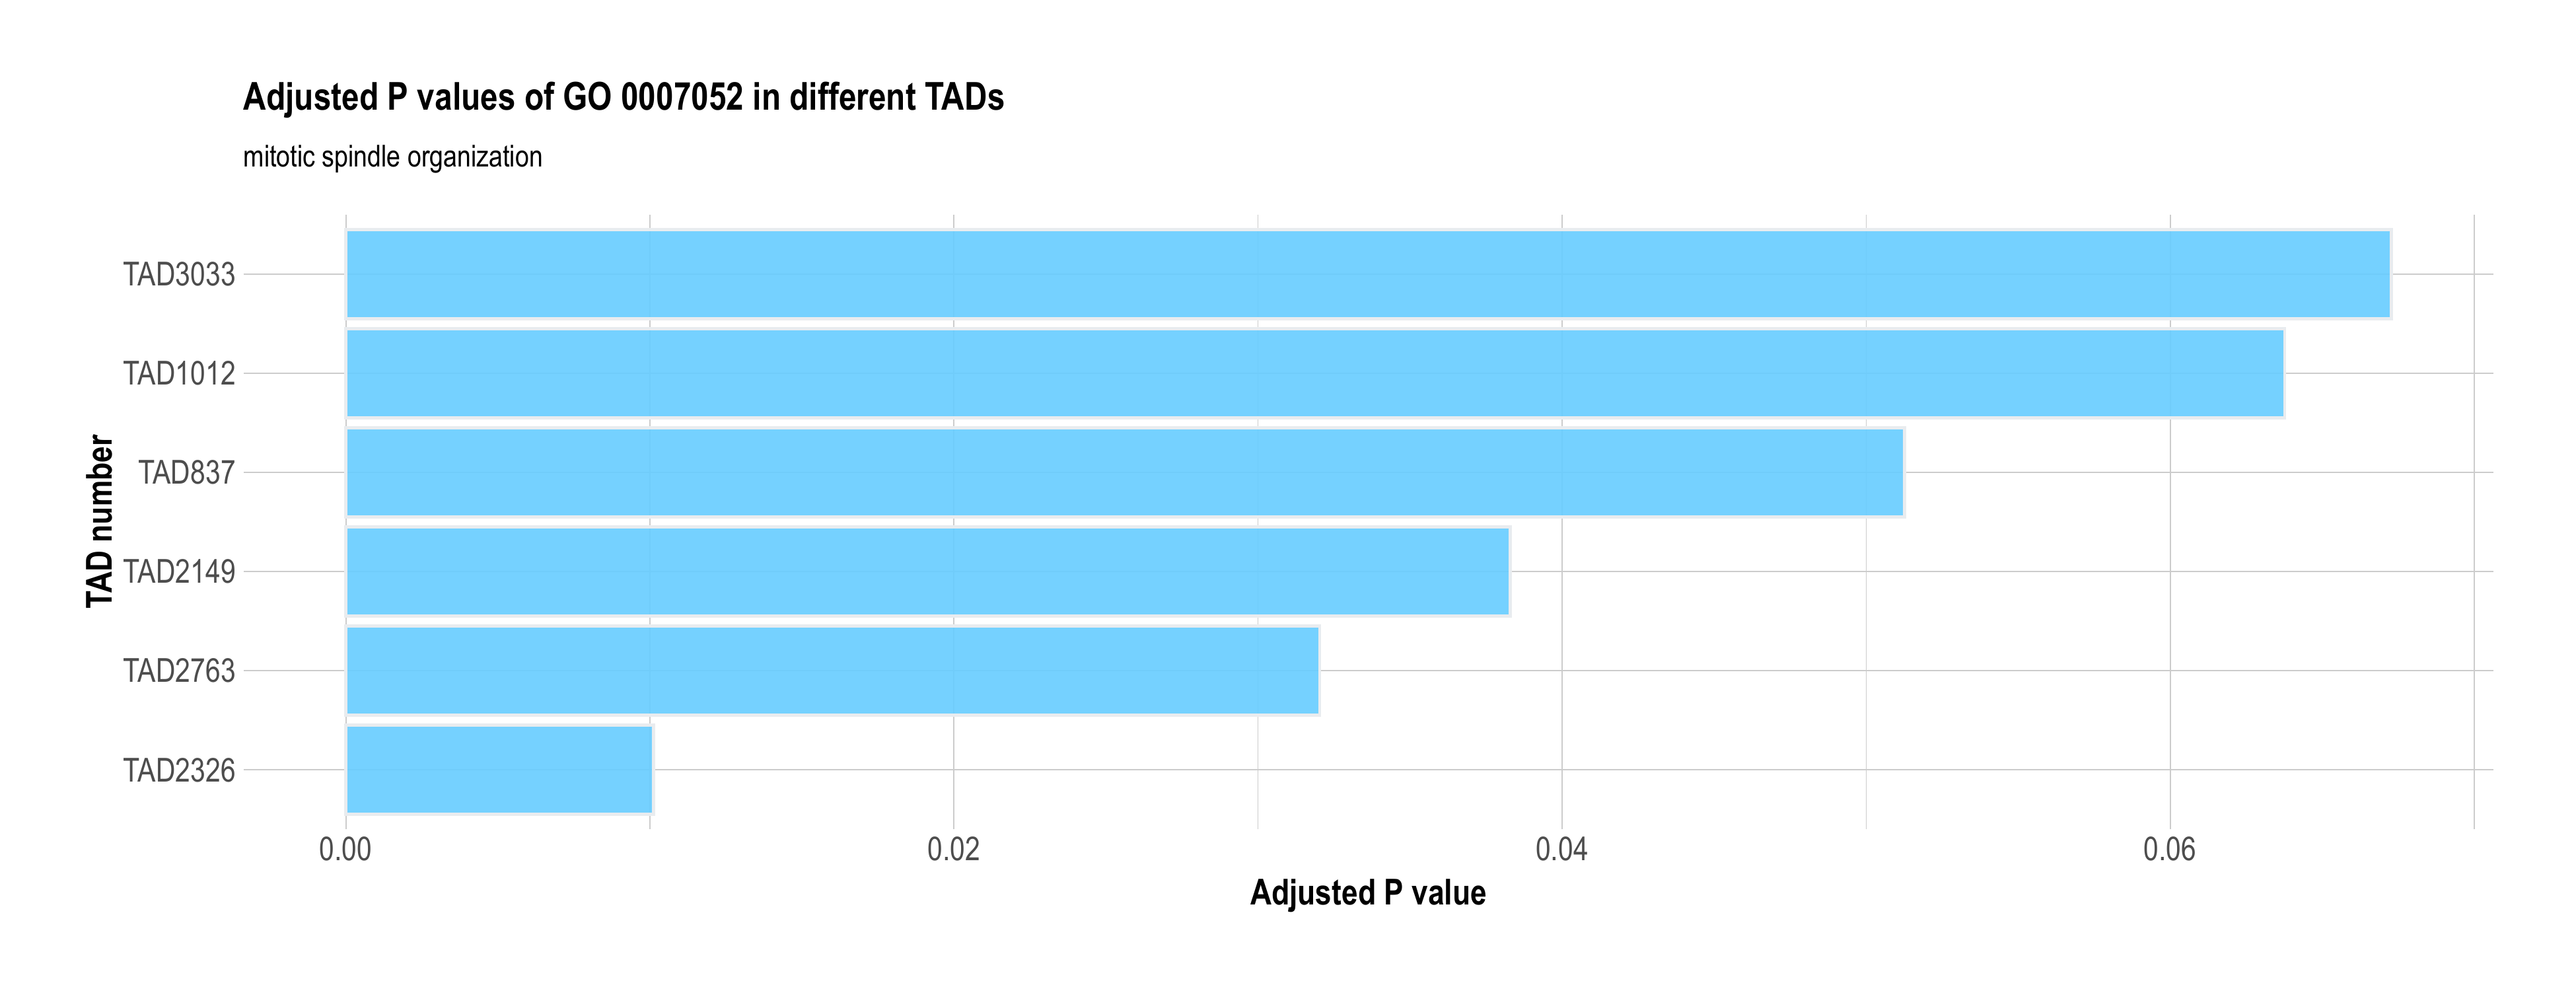 Adjusted P values of GO 0007052 in different TADs
mitotic spindle organization
TAD number
TAD3033
TAD1012
TAD837
TAD2149
TAD2763
TAD2326
0.00 0.02 0.04 0.06
Adjusted P value